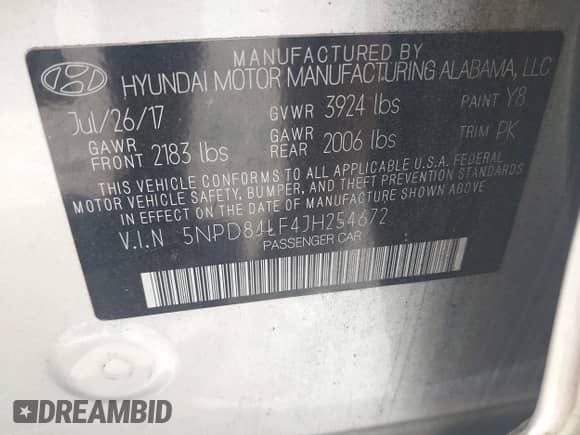 MANUFACTURED BY
HYUNDAI MOTOR MANUFACTURING ALABAMA, LLC
Jul/26/17 GVWR 3924 lbs PAINT Y8
GAWR FRONT 2183 lbs GAWR REAR 2006 lbs TRIM PK
THIS VEHICLE CONFORMS TO ALL APPLICABLE U.S.A. FEDERAL
MOTOR VEHICLE SAFETY, BUMPER, AND THEFT PREVENTION STANDARDS
IN EFFECT ON THE DATE OF MANUFACTURE SHOWN ABOVE
V.I.N 5NPD84LF4JH254672
PASSENGER CAR
DREAMBID